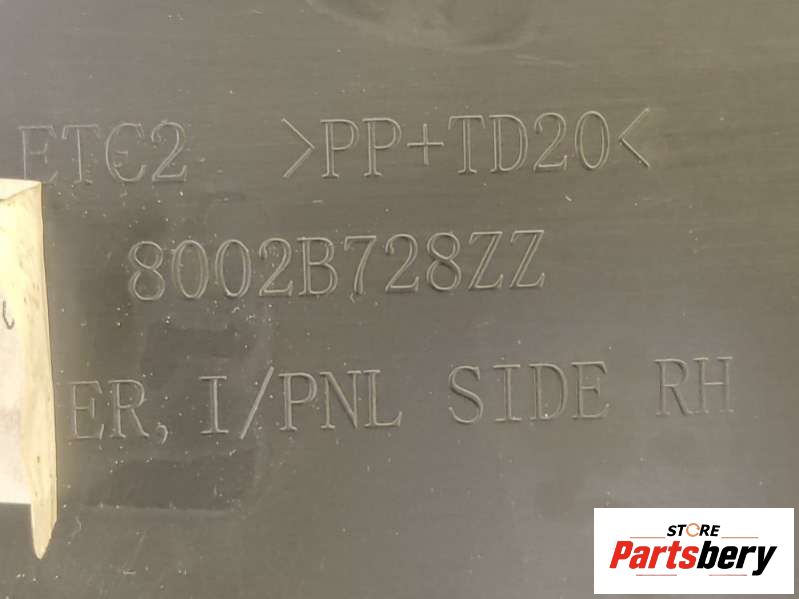 ETC2 >PP+TD20<
8002B728ZZ
ER, I/PNL SIDE RH
STORE
Partsbery